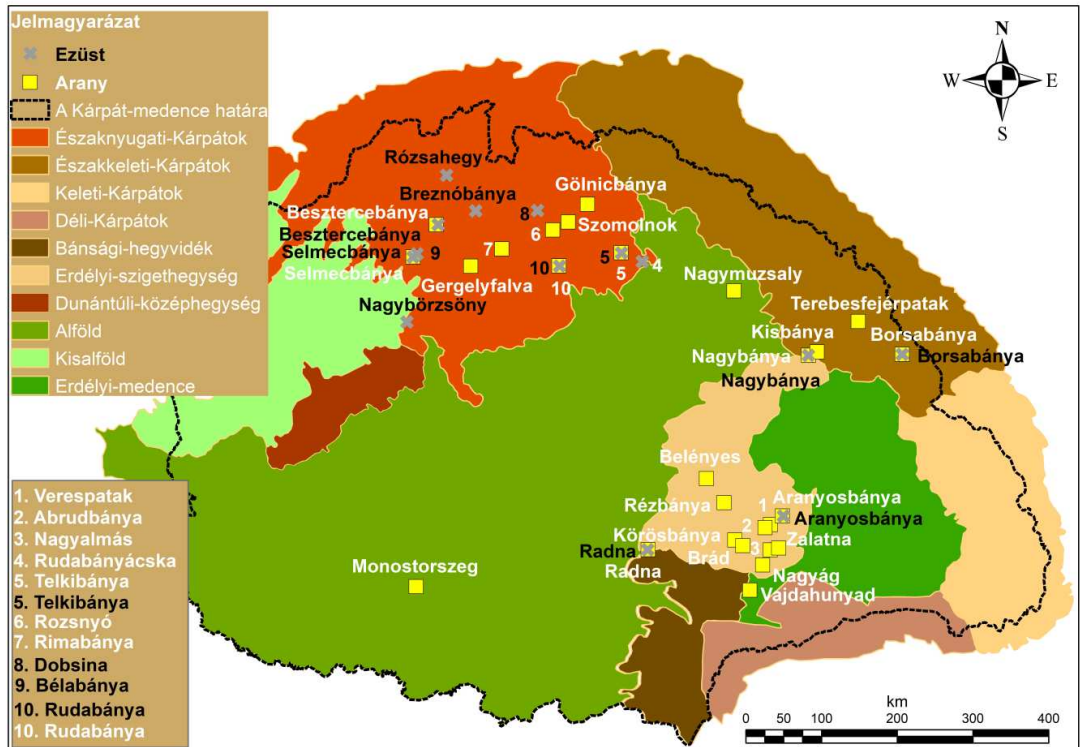 Jelmagyarázat
Ezüst
Arany
A Kárpát-medence határa
Északnyugati-Kárpátok
Északkeleti-Kárpátok
Keleti-Kárpátok
Déli-Kárpátok
Bánsági-hegyvidék
Erdélyi-szigethegység
Dunántúli-középhegység
Alföld
Kisalföld
Erdélyi-medence
N
W E
S
Rózsahegy
Breznóbánya
Gölnicbánya
Besztercebánya
8
Besztercebánya
6
Szomolnok
Selmecbánya 9
7
5
Selmecbánya
10
5
4
Gergelyfalva
10
Nagymuzsaly
Nagybörzsöny
Terebesfejérpatak
Kisbánya
Borsabánya
Nagybánya
Borsabánya
Nagybánya
Belényes
Rézbánya
1
Aranyosbánya
Aranyosbánya
2
Körösbánya
Radna
3
Zalatna
Radna
Brád
Monostorszeg
Nagyág
Vajdahunyad
1. Verespatak
2. Abrudbánya
3. Nagyalmás
4. Rudabányácska
5. Telkibánya
5. Telkibánya
6. Rozsnyó
7. Rimabánya
8. Dobsina
9. Bélabánya
10. Rudabánya
10. Rudabánya
km
0 50 100 200 300 400